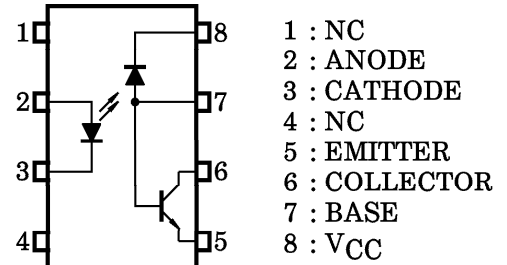 1
2
3
4
8
7
6
5
1 : NC
2 : ANODE
3 : CATHODE
4 : NC
5 : EMITTER
6 : COLLECTOR
7 : BASE
8 : VCC